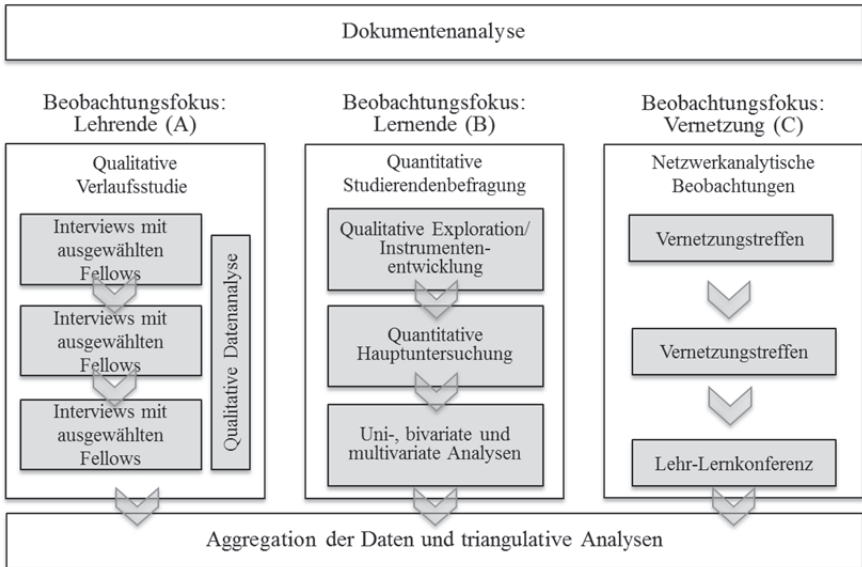 Dokumentenanalyse
Beobachtungsfokus:
Lehrende (A)
Qualitative
Verlaufsstudie
Interviews mit
ausgewählten
Fellows
Interviews mit
ausgewählten
Fellows
Interviews mit
ausgewählten
Fellows
Qualitative Datenanalyse
Beobachtungsfokus:
Lernende (B)
Quantitative
Studierendenbefragung
Qualitative Exploration/
Instrumenten-
entwicklung
Quantitative
Hauptuntersuchung
Uni-, bivariate und
multivariate Analysen
Beobachtungsfokus:
Vernetzung (C)
Netzwerkanalytische
Beobachtungen
Vernetzungstreffen
Vernetzungstreffen
Lehr-Lernkonferenz
Aggregation der Daten und triangulative Analysen